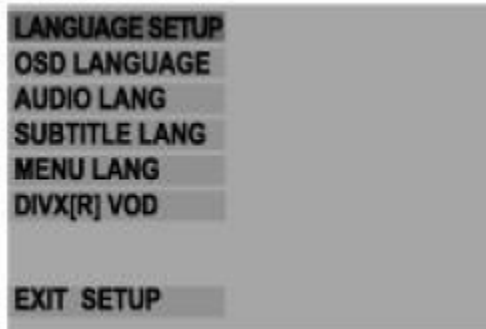 LANGUAGE SETUP
OSD LANGUAGE
AUDIO LANG
SUBTITLE LANG
MENU LANG
DIVX[R] VOD
EXIT SETUP